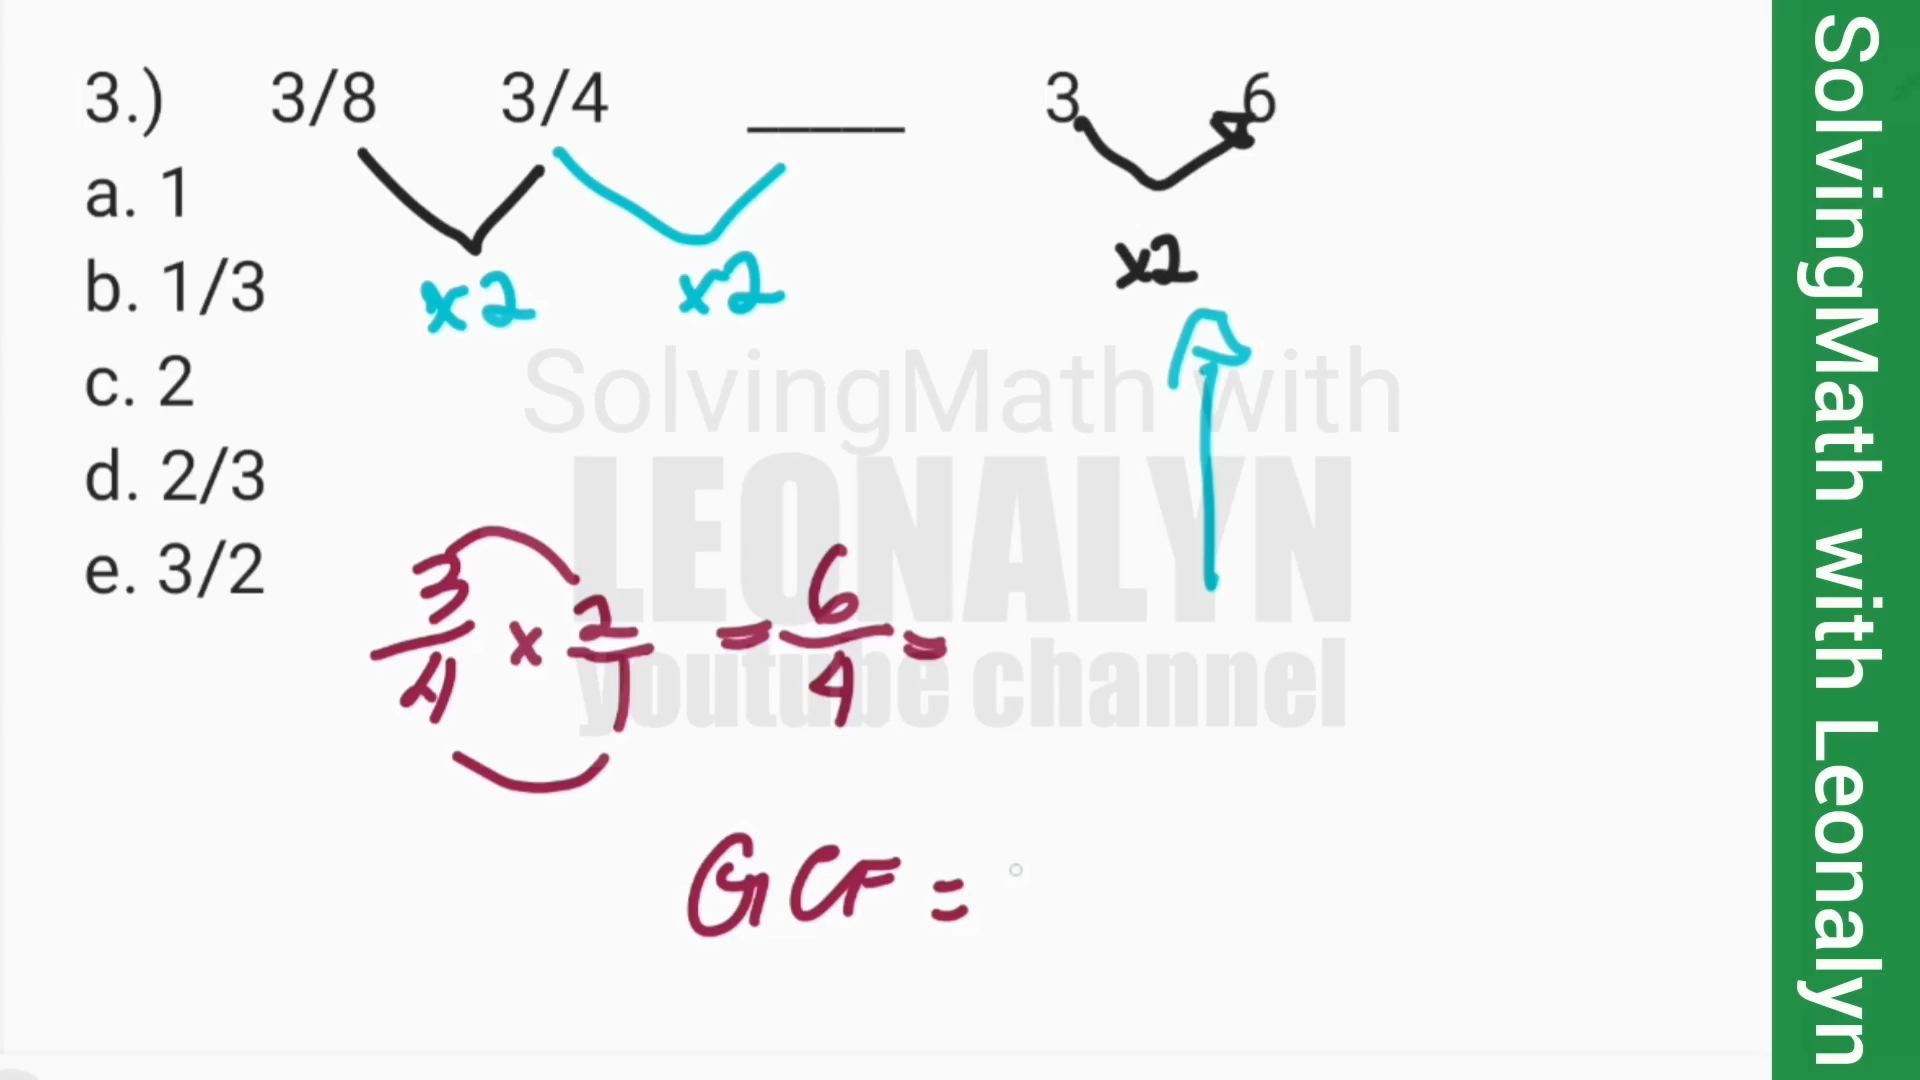 3.) 3/8 3/4 ____ 3 6
a. 1
b. 1/3
x2 x2 x2
c. 2
d. 2/3
e. 3/2
3/4 x 2/1 = 6/4 =
GCF =
SolvingMath with
LEONALYN
youtube channel
SolvingMath with Leonalyn